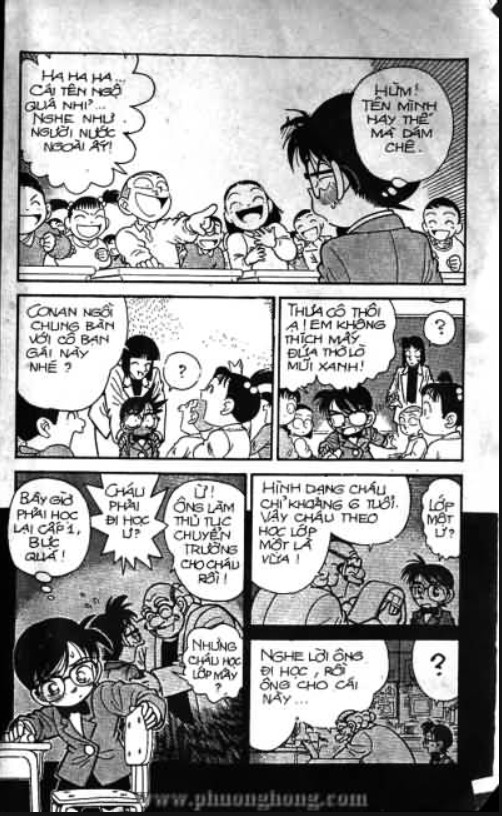 HA HA HA...
CÁI TÊN NGỘ
QUÁ NHỈ...
NGHE NHƯ
NGƯỜI NƯỚC
NGOÀI ẤY!
HỪM!
TÊN MÌNH
HAY THẾ
MÀ DÁM
CHÊ.
CONAN NGỒI
CHUNG BÀN
VỚI CÔ BẠN
GÁI NÀY
NHÉ?
?
THƯA CÔ THÔI
Ạ! EM KHÔNG
THÍCH MẤY
ĐỨA THÒ LÒ
MŨI XANH!
?
BÂY GIỜ
PHẢI HỌC
LẠI CẤP 1,
BỰC
QUÁ!
CHÁU
PHẢI
ĐI HỌC
Ư?
Ừ!
ÔNG LÀM
THỦ TỤC
CHUYỂN
TRƯỜNG
CHO CHÁU
RỒI!
NHƯNG
CHÁU HỌC
LỚP MẤY
?
HÌNH DẠNG CHÁU
CHỈ KHOẢNG 6 TUỔI.
VẬY CHÁU THEO
HỌC LỚP
MỘT LÀ
VỪA!
LỚP
MỘT
Ư?
NGHE LỜI ÔNG
ĐI HỌC, RỒI
ÔNG CHO CÁI
NÀY...
?
www.phuonghong.com